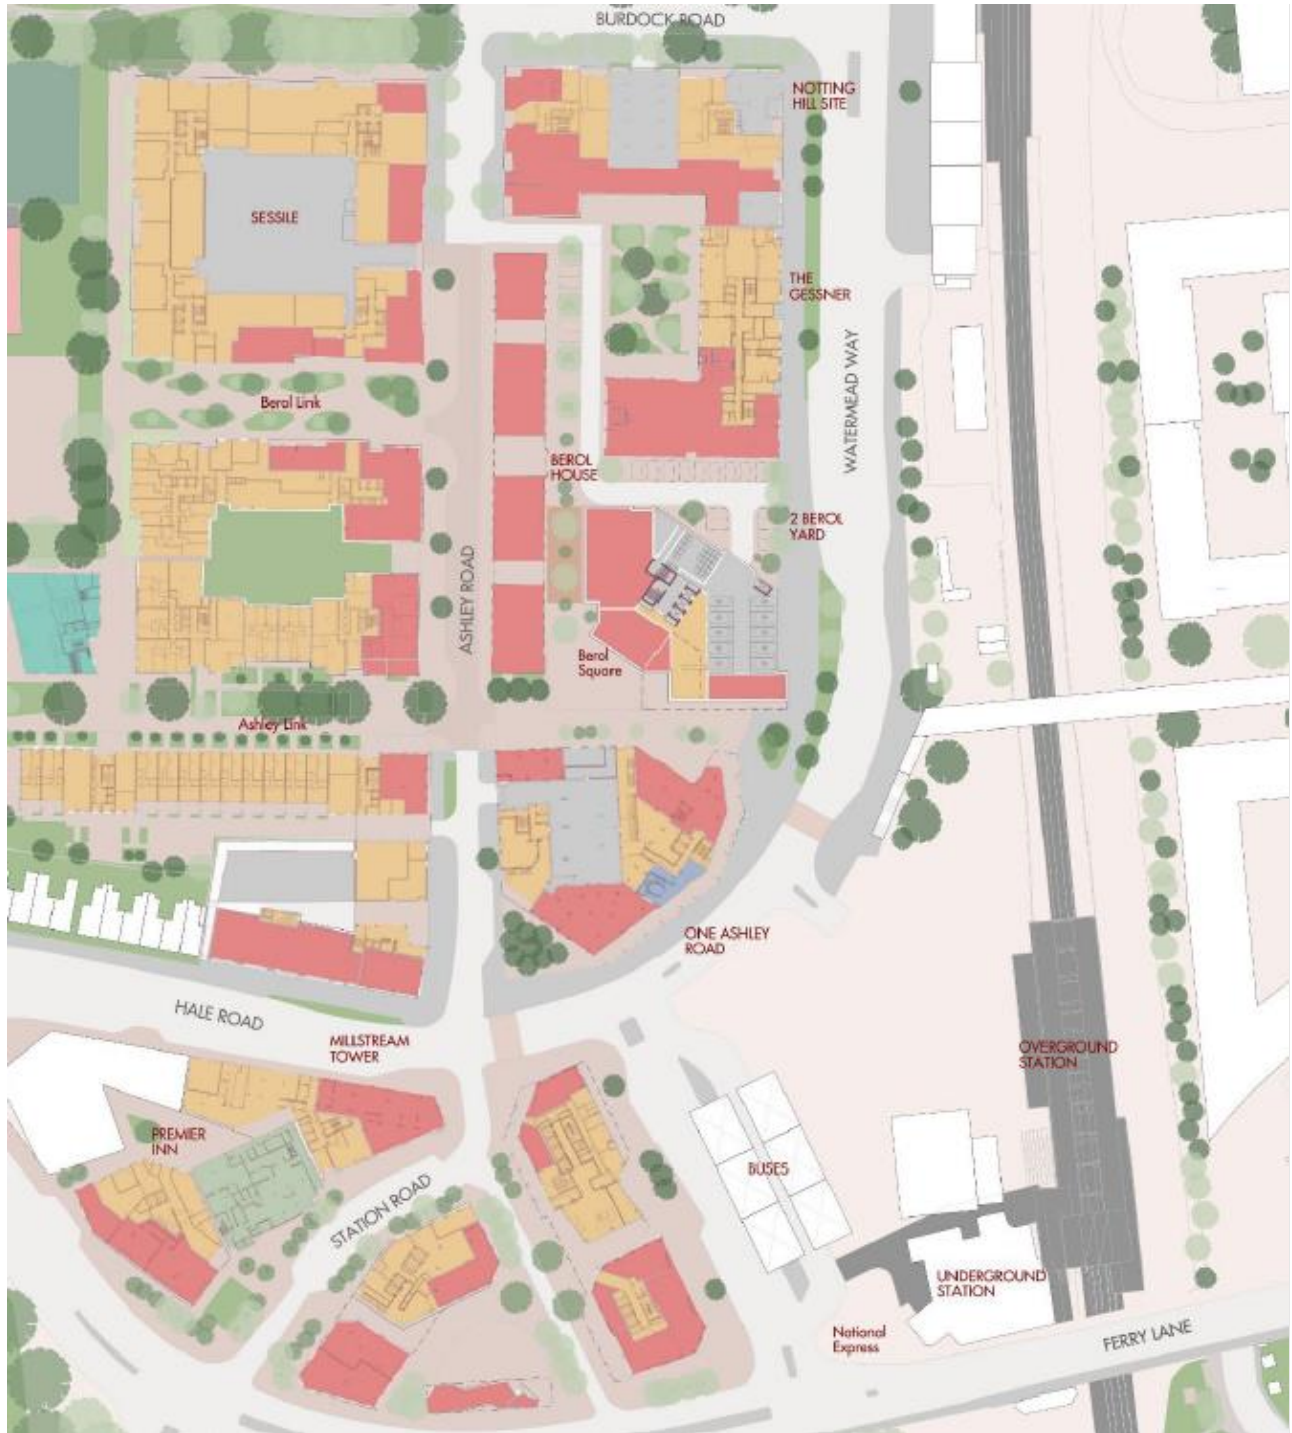 BURDOCK ROAD
NOTTING
HILL SITE
SESSILE
THE
GESSNER
WATERMEAD WAY
Berol Link
BEROL
HOUSE
2 BEROL
YARD
ASHLEY ROAD
Berol
Square
Ashley Link
ONE ASHLEY
ROAD
HALE ROAD
MILLSTREAM
TOWER
OVERGROUND
STATION
PREMIER
INN
BUSES
STATION ROAD
UNDERGROUND
STATION
National
Express
FERRY LANE